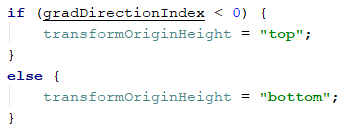 if (gradDirectionIndex < 0) {
    transformOriginHeight = "top";
}
else {
    transformOriginHeight = "bottom";
}